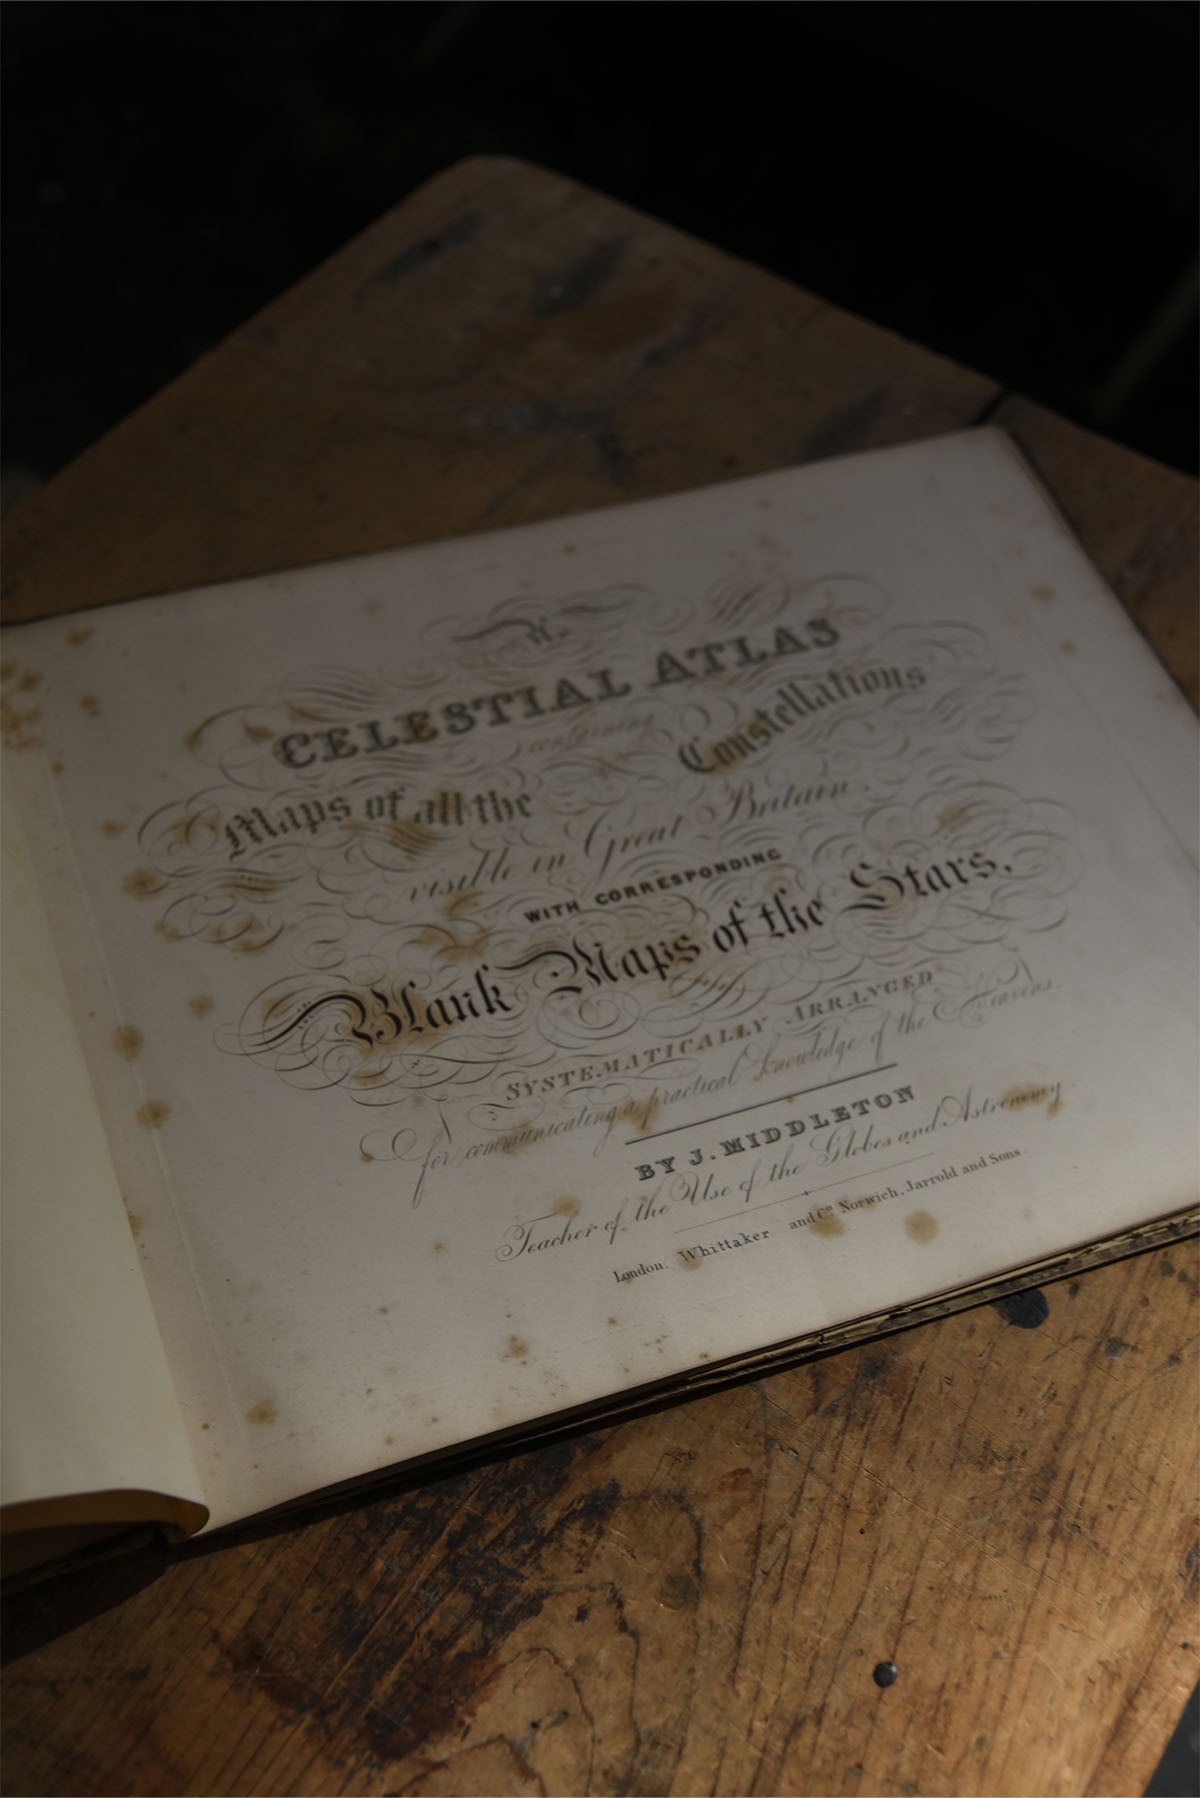 A
CELESTIAL ATLAS
containing
Maps of all the Constellations
visible in Great Britain
WITH CORRESPONDING
Blank Maps of the Stars,
SYSTEMATICALLY ARRANGED
for communicating a practical knowledge of the Heavens.
BY J. MIDDLETON
Teacher of the Use of the Globes and Astronomy
London: Whittaker and Co. Norwich, Jarrold and Sons.